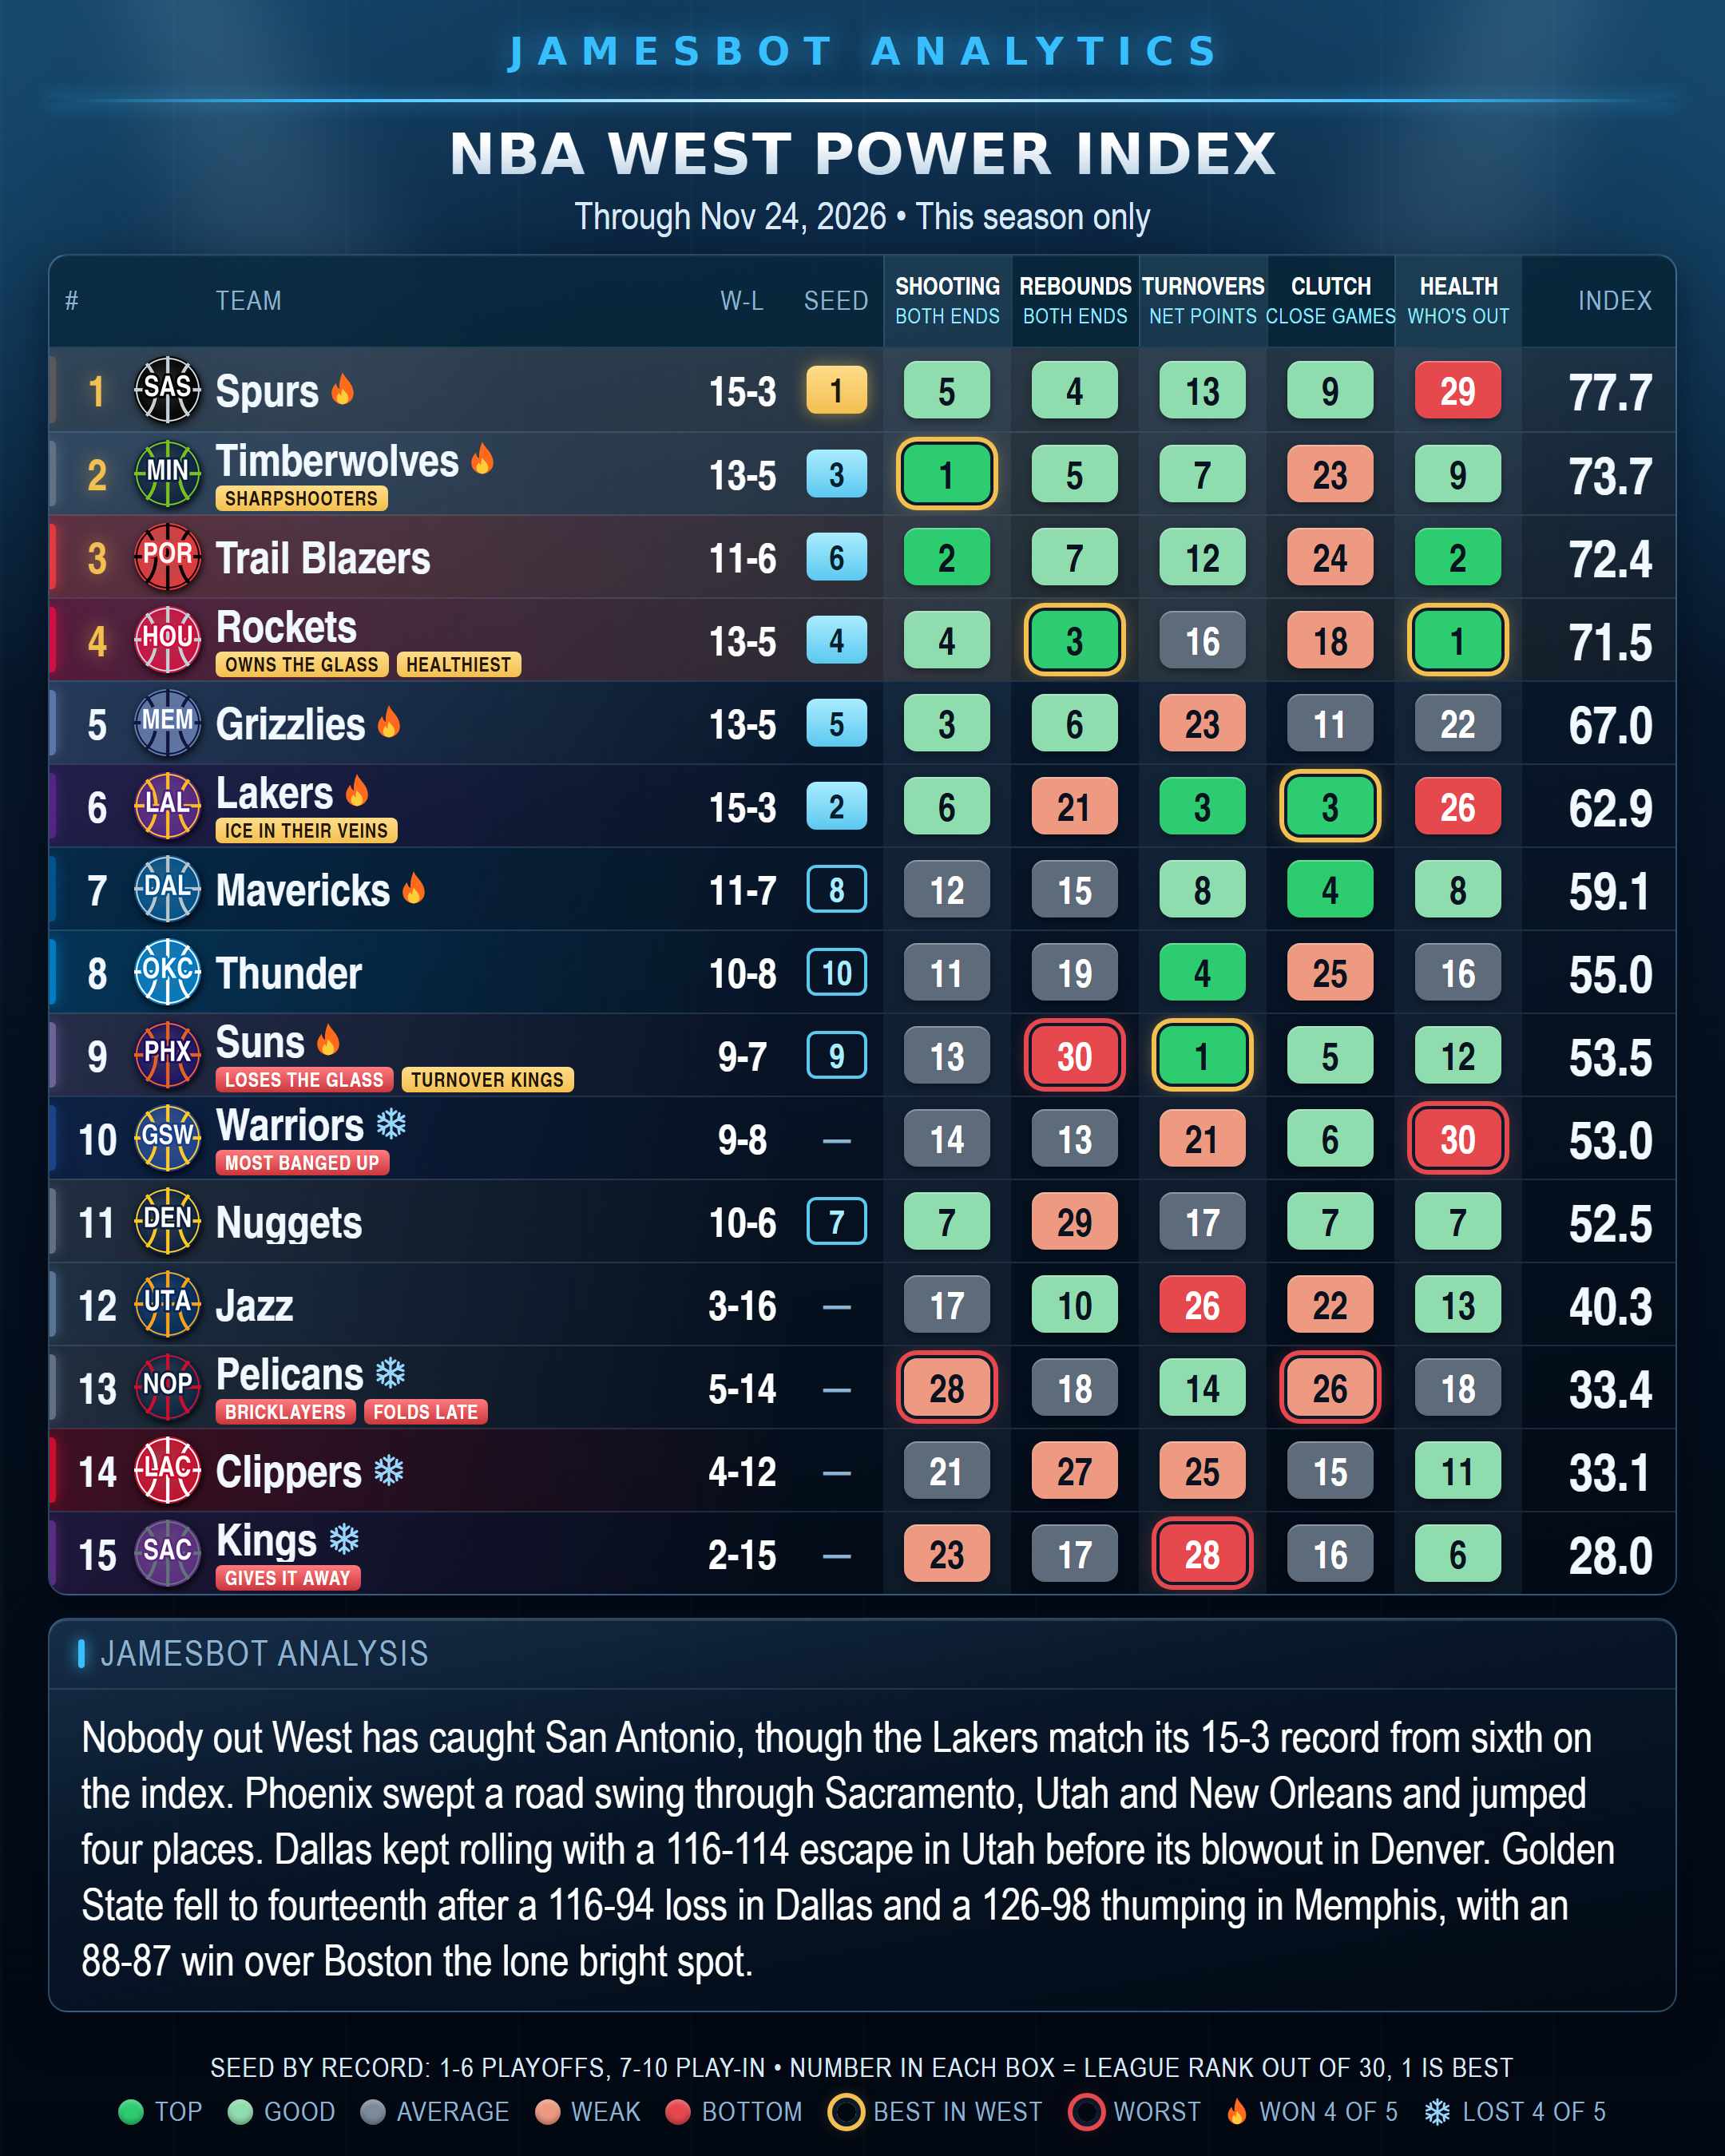 JAMESBOT ANALYTICS
NBA WEST POWER INDEX
Through Nov 24, 2026 • This season only
# TEAM W-L SEED SHOOTING REBOUNDS TURNOVERS CLUTCH HEALTH INDEX
BOTH ENDS BOTH ENDS NET POINTS CLOSE GAMES WHO'S OUT
1 SAS Spurs 15-3 1 5 4 13 9 29 77.7
2 MIN Timberwolves 13-5 3 1 5 7 23 9 73.7
SHARPSHOOTERS
3 POR Trail Blazers 11-6 6 2 7 12 24 2 72.4
4 HOU Rockets 13-5 4 4 3 16 18 1 71.5
OWNS THE GLASS HEALTHIEST
5 MEM Grizzlies 13-5 5 3 6 23 11 22 67.0
6 LAL Lakers 15-3 2 6 21 3 3 26 62.9
ICE IN THEIR VEINS
7 DAL Mavericks 11-7 8 12 15 8 4 8 59.1
8 OKC Thunder 10-8 10 11 19 4 25 16 55.0
9 PHX Suns 9-7 9 13 30 1 5 12 53.5
LOSES THE GLASS TURNOVER KINGS
10 GSW Warriors 9-8 — 14 13 21 6 30 53.0
MOST BANGED UP
11 DEN Nuggets 10-6 7 7 29 17 7 7 52.5
12 UTA Jazz 3-16 — 17 10 26 22 13 40.3
13 NOP Pelicans 5-14 — 28 18 14 26 18 33.4
BRICKLAYERS FOLDS LATE
14 LAC Clippers 4-12 — 21 27 25 15 11 33.1
15 SAC Kings 2-15 — 23 17 28 16 6 28.0
GIVES IT AWAY
JAMESBOT ANALYSIS
Nobody out West has caught San Antonio, though the Lakers match its 15-3 record from sixth on
the index. Phoenix swept a road swing through Sacramento, Utah and New Orleans and jumped
four places. Dallas kept rolling with a 116-114 escape in Utah before its blowout in Denver. Golden
State fell to fourteenth after a 116-94 loss in Dallas and a 126-98 thumping in Memphis, with an
88-87 win over Boston the lone bright spot.
SEED BY RECORD: 1-6 PLAYOFFS, 7-10 PLAY-IN • NUMBER IN EACH BOX = LEAGUE RANK OUT OF 30, 1 IS BEST
TOP GOOD AVERAGE WEAK BOTTOM BEST IN WEST WORST WON 4 OF 5 LOST 4 OF 5